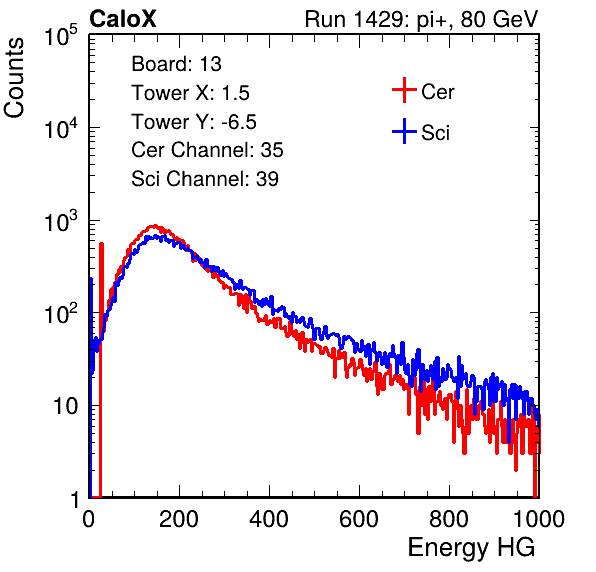 CaloX Run 1429: pi+, 80 GeV
Counts
10^5
10^4
10^3
10^2
10
1
Board: 13
Tower X: 1.5
Tower Y: -6.5
Cer Channel: 35
Sci Channel: 39
Cer
Sci
0 200 400 600 800 1000
Energy HG